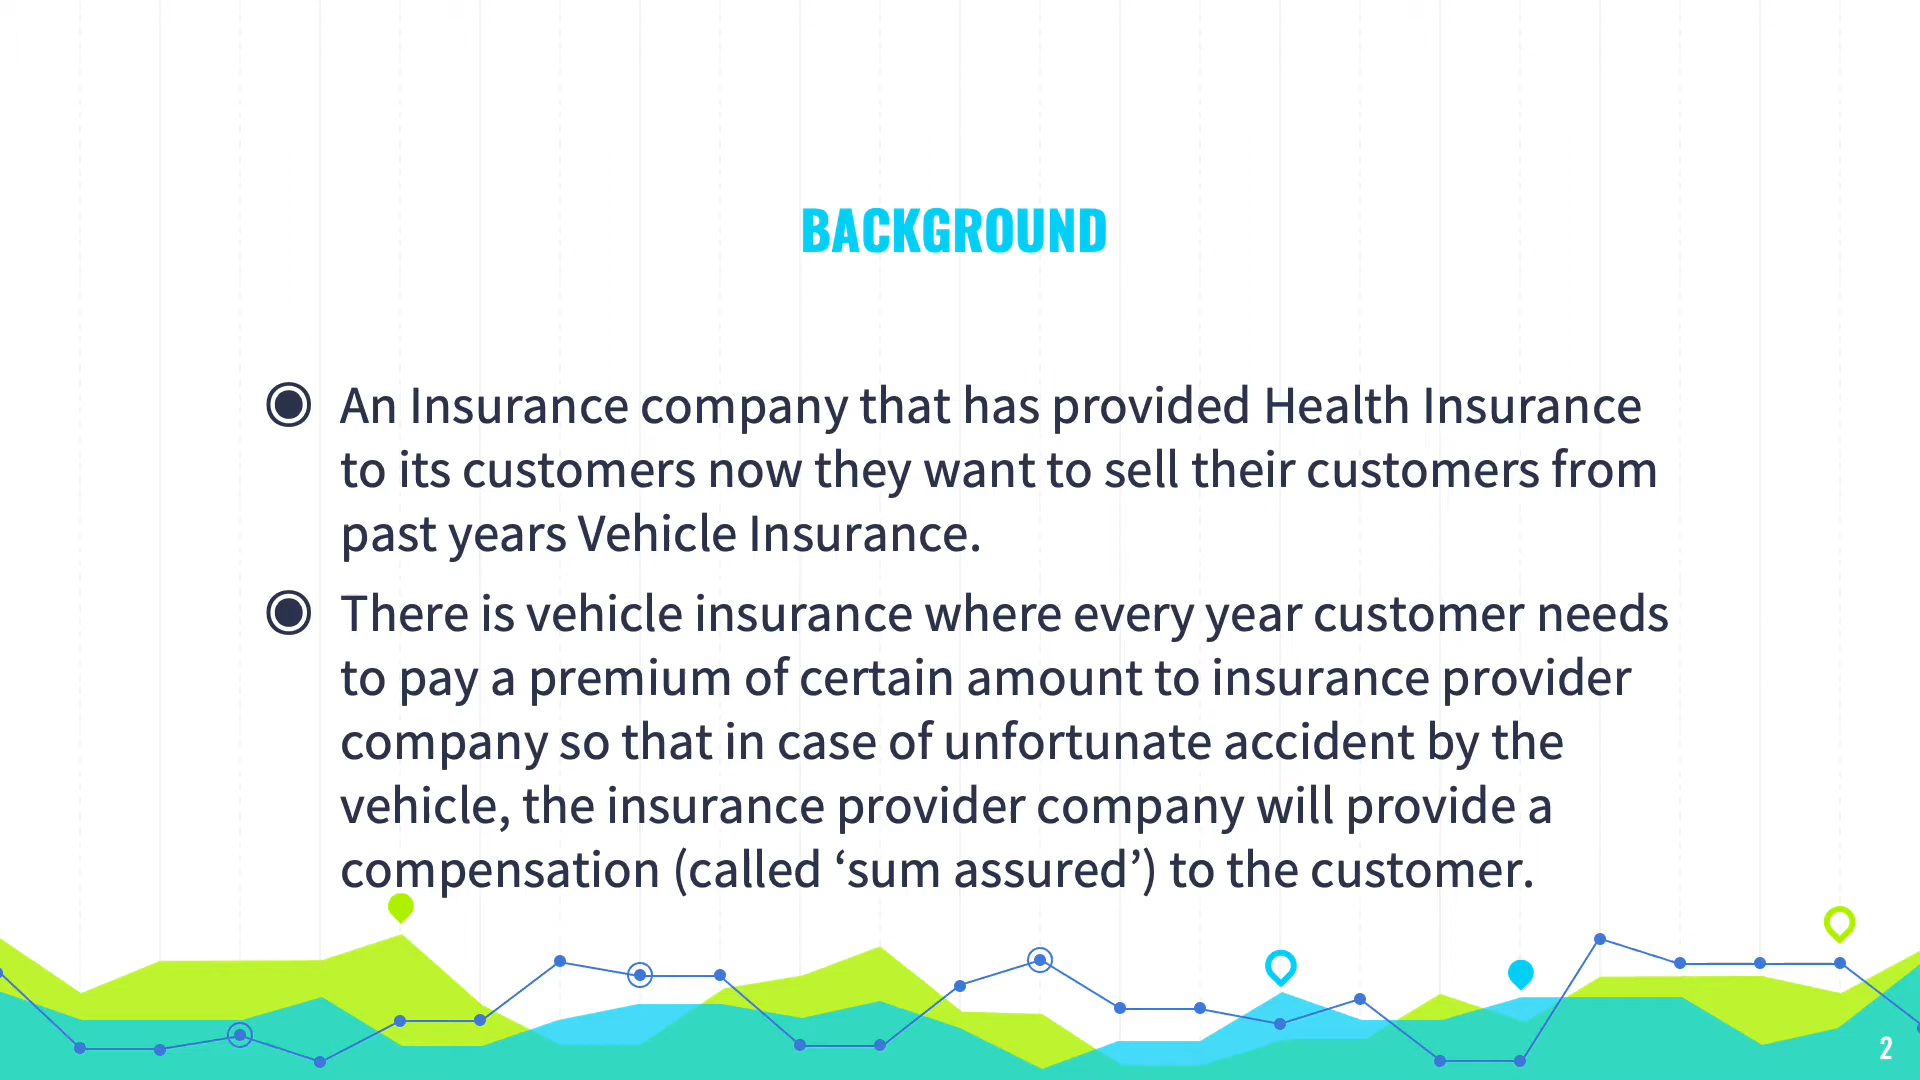 BACKGROUND
An Insurance company that has provided Health Insurance
to its customers now they want to sell their customers from
past years Vehicle Insurance.
There is vehicle insurance where every year customer needs
to pay a premium of certain amount to insurance provider
company so that in case of unfortunate accident by the
vehicle, the insurance provider company will provide a
compensation (called ‘sum assured’) to the customer.
2